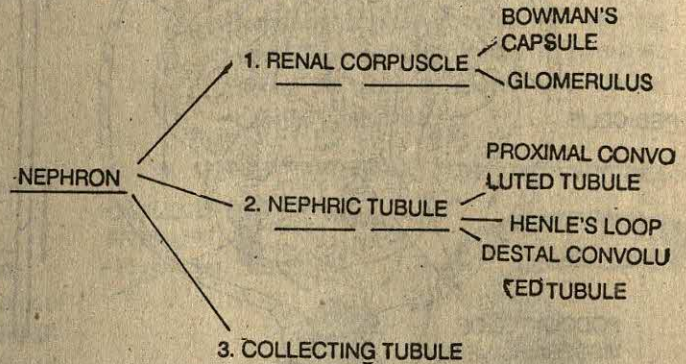 BOWMAN'S
CAPSULE
1. RENAL CORPUSCLE
GLOMERULUS
NEPHRON
PROXIMAL CONVO
LUTED TUBULE
2. NEPHRIC TUBULE
HENLE'S LOOP
DESTAL CONVOLU
TED TUBULE
3. COLLECTING TUBULE